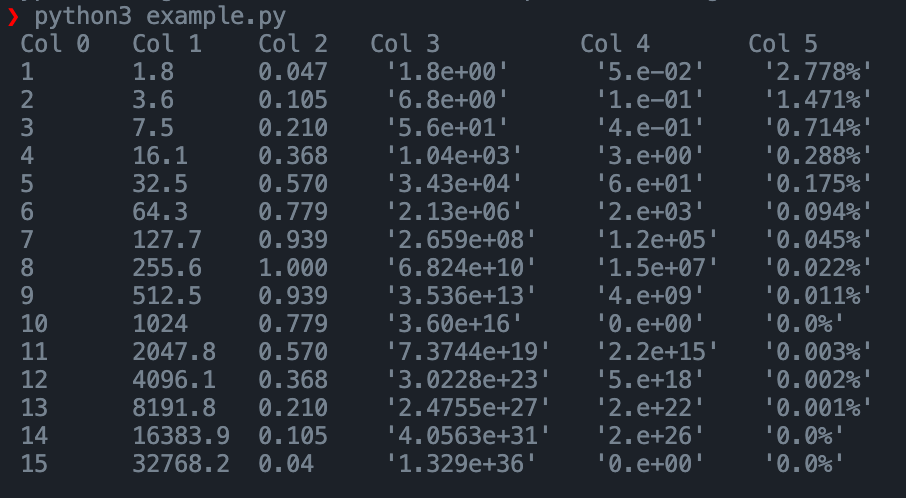 ❯ python3 example.py
Col 0 Col 1 Col 2 Col 3 Col 4 Col 5
1 1.8 0.047 '1.8e+00' '5.e-02' '2.778%'
2 3.6 0.105 '6.8e+00' '1.e-01' '1.471%'
3 7.5 0.210 '5.6e+01' '4.e-01' '0.714%'
4 16.1 0.368 '1.04e+03' '3.e+00' '0.288%'
5 32.5 0.570 '3.43e+04' '6.e+01' '0.175%'
6 64.3 0.779 '2.13e+06' '2.e+03' '0.094%'
7 127.7 0.939 '2.659e+08' '1.2e+05' '0.045%'
8 255.6 1.000 '6.824e+10' '1.5e+07' '0.022%'
9 512.5 0.939 '3.536e+13' '4.e+09' '0.011%'
10 1024 0.779 '3.60e+16' '0.e+00' '0.0%'
11 2047.8 0.570 '7.3744e+19' '2.2e+15' '0.003%'
12 4096.1 0.368 '3.0228e+23' '5.e+18' '0.002%'
13 8191.8 0.210 '2.4755e+27' '2.e+22' '0.001%'
14 16383.9 0.105 '4.0563e+31' '2.e+26' '0.0%'
15 32768.2 0.04 '1.329e+36' '0.e+00' '0.0%'